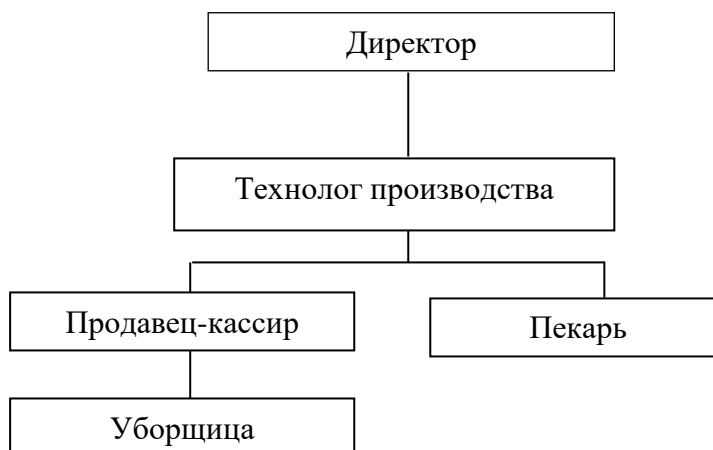 Директор
Технолог производства
Продавец-кассир
Пекарь
Уборщица